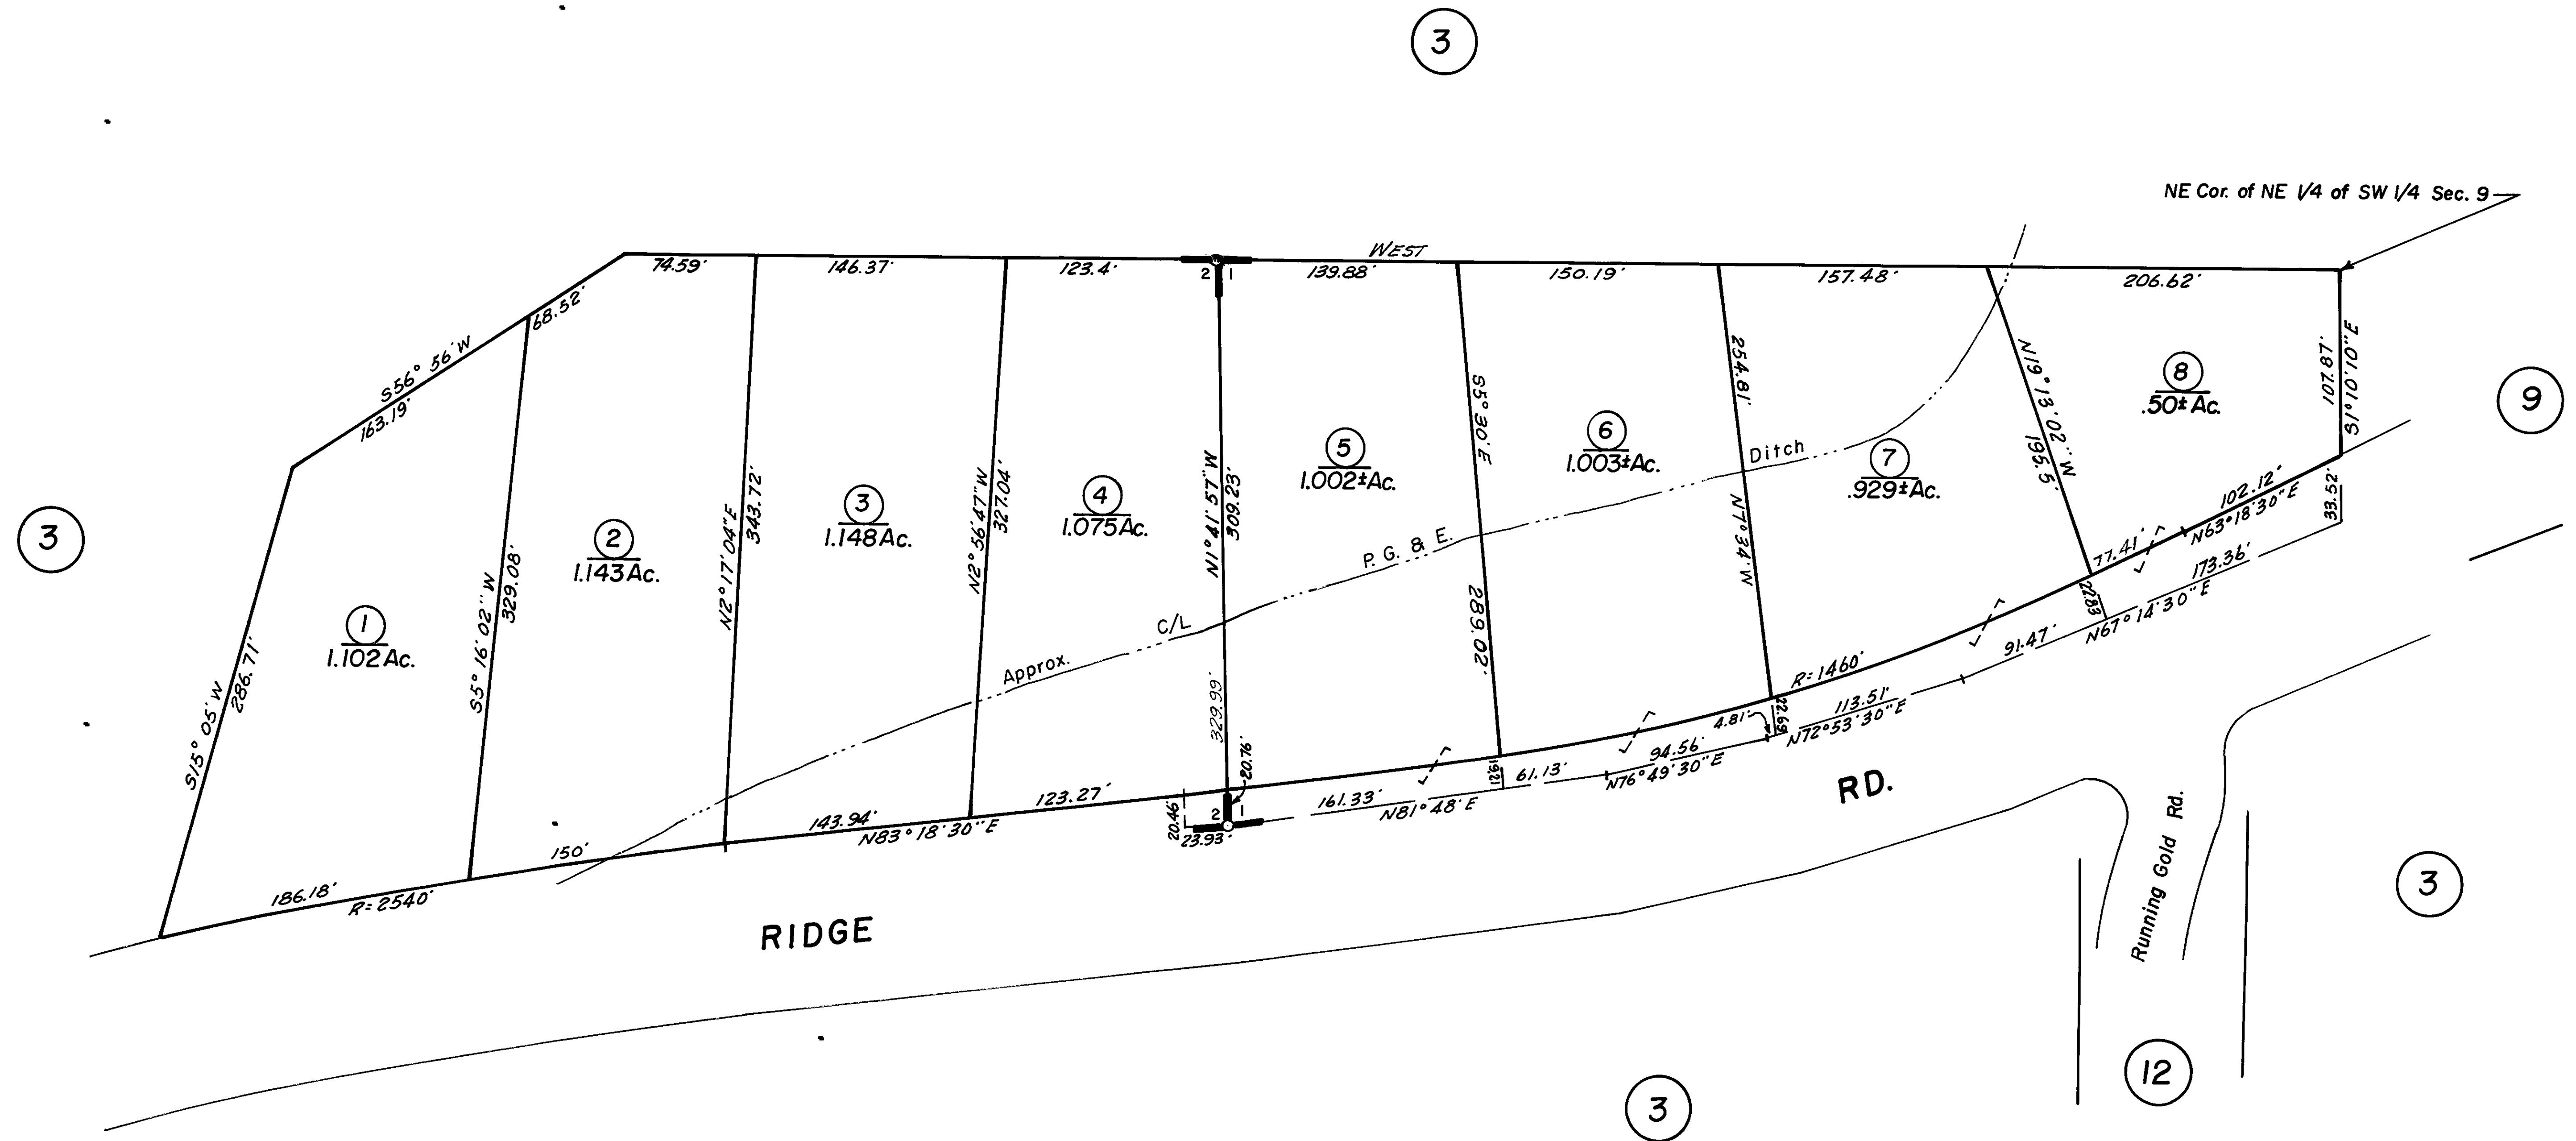 3
NE Cor. of NE 1/4 of SW 1/4 Sec. 9
WEST
74.59'
146.37'
123.4'
2
1
139.88'
150.19'
157.48'
206.62'
68.52'
S56° 56' W
163.19'
S15° 05' W
286.71'
1
1.102 Ac.
S5° 16' 02" W
329.08'
2
1.143 Ac.
N2° 17' 04" E
343.72'
3
1.148 Ac.
N2° 56' 47" W
327.04'
4
1.075 Ac.
N1° 41' 57" W
309.23'
329.99'
5
1.002± Ac.
S5° 30' E
289.02'
6
1.003± Ac.
254.81'
N7° 34' W
7
.929± Ac.
N19° 13' 02" W
195.5'
8
.50± Ac.
107.87'
S1° 10' 10" E
9
3
Approx.
C/L
P. G. & E.
Ditch
186.18'
R=2540'
150'
143.94'
N83° 18' 30" E
123.27'
20.46'
23.93'
2
1
20.76'
161.33'
N81° 48' E
19.21
61.13'
94.56'
N76° 49' 30" E
4.81'
22.69
R=1460'
113.51'
N72° 53' 30" E
91.47'
22.83
N67° 14' 30" E
173.36'
77.41'
102.12'
N63° 18' 30" E
33.52'
RIDGE
RD.
Running Gold Rd.
3
12
3